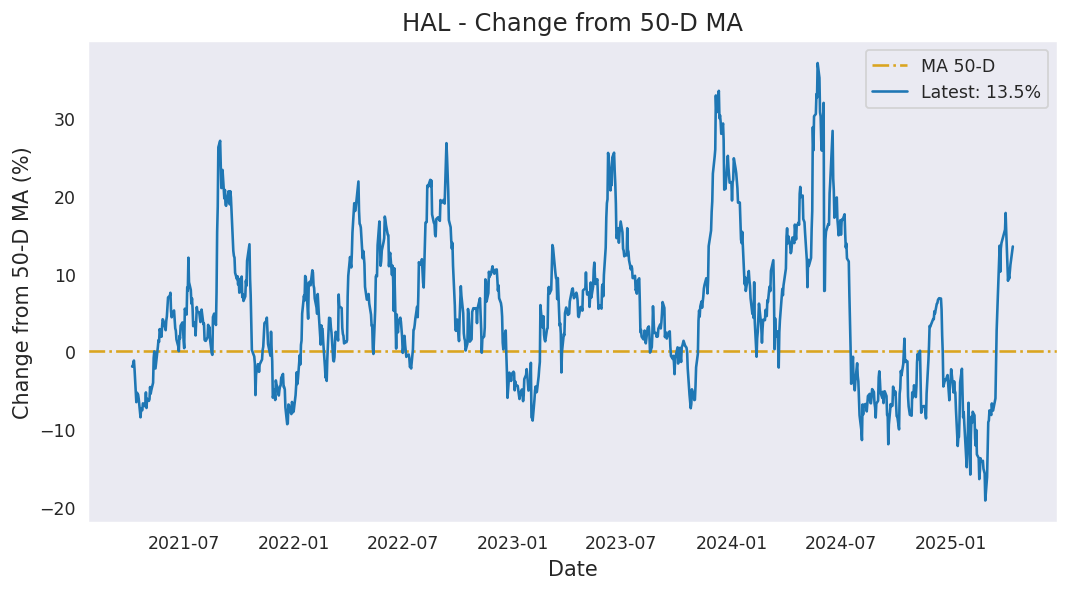 HAL - Change from 50-D MA
MA 50-D
Latest: 13.5%
Change from 50-D MA (%)
30
20
10
0
−10
−20
2021-07
2022-01
2022-07
2023-01
2023-07
2024-01
2024-07
2025-01
Date